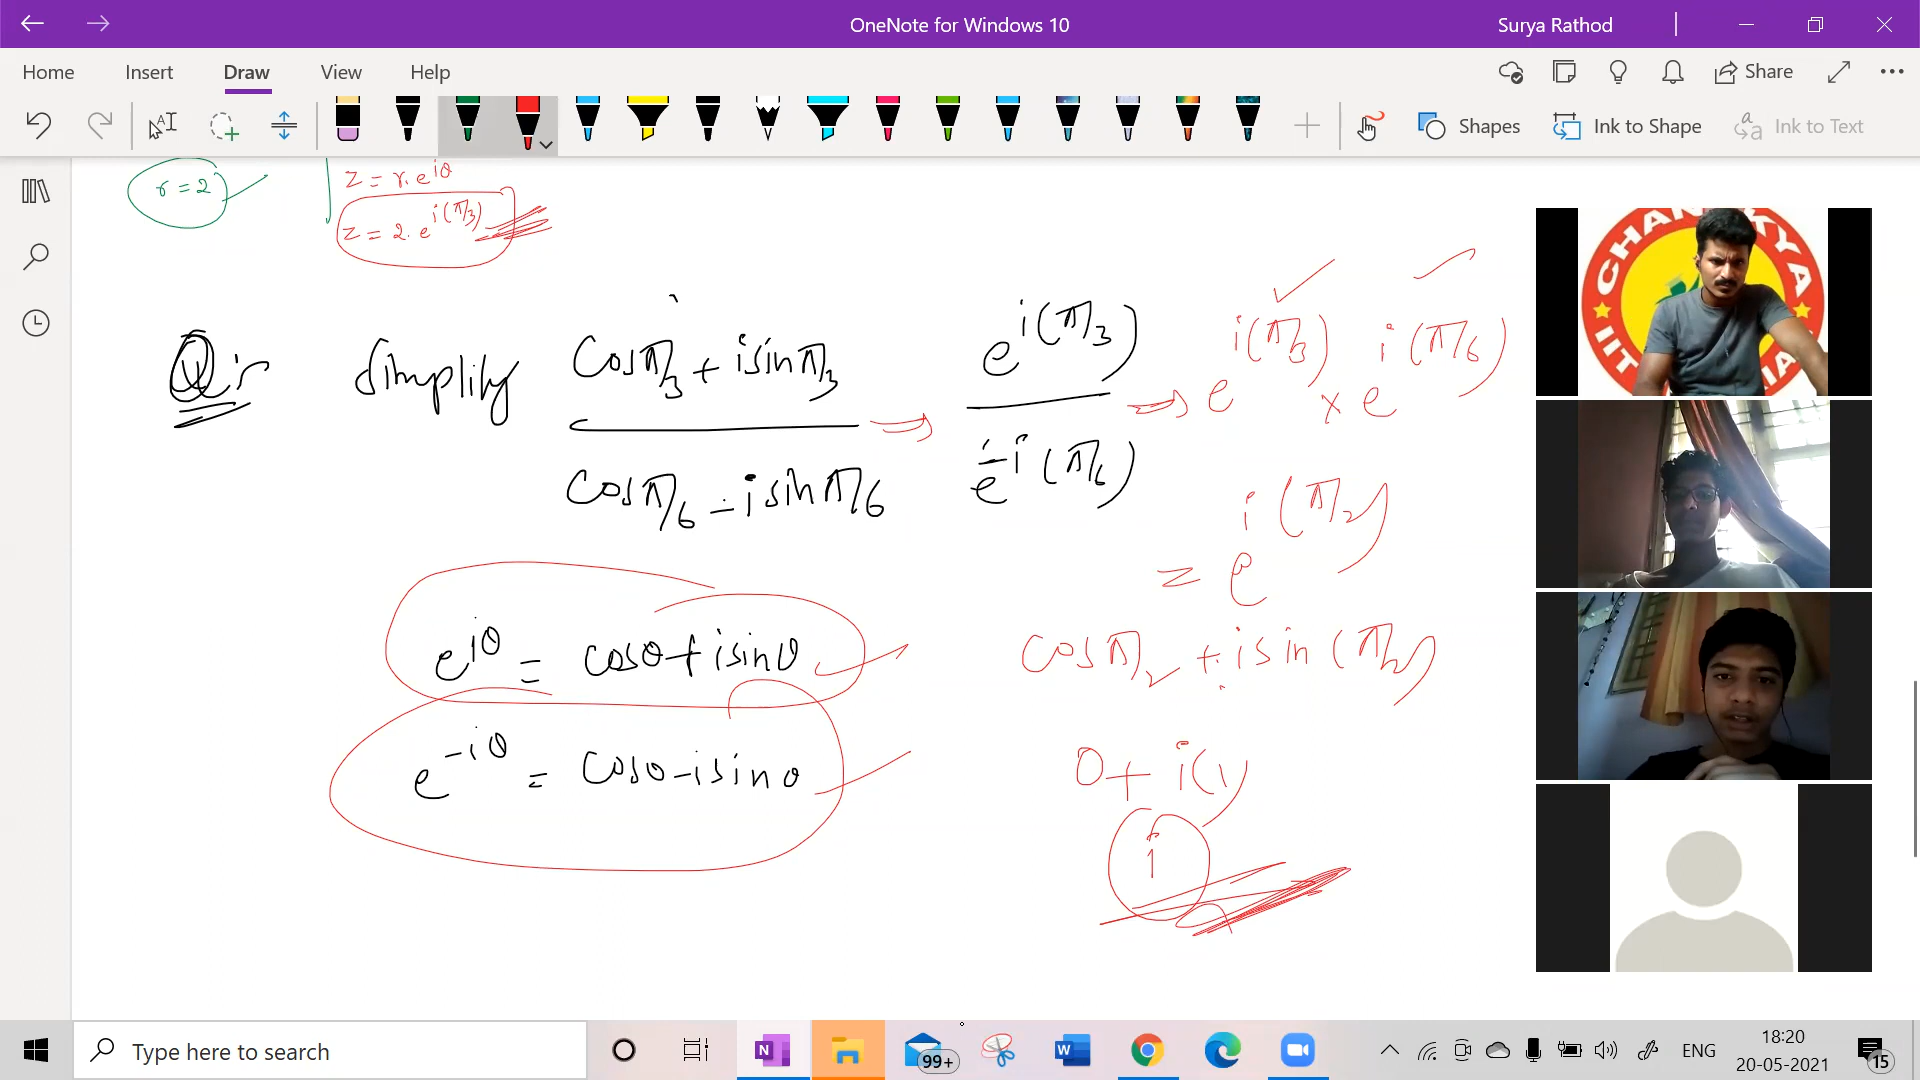 OneNote for Windows 10
Surya Rathod
Home Insert Draw View Help
Share
Shapes Ink to Shape Ink to Text
r = 2
z = r. e^{iθ}
z = 2. e^{i(π/3)}
Q:- Simplify
Cos π/3 + i sin π/3
Cos π/6 - i sin π/6
⇒ e^{i(π/3)}
e^{-i(π/6)}
⇒ e^{i(π/3)} × e^{i(π/6)}
= e^{i(π/2)}
Cos π/2 + i sin (π/2)
0 + i(1)
i
e^{iθ} = cosθ + i sinθ
e^{-iθ} = cosθ - i sinθ
CHANAKYA
IIT
Type here to search
99+
ENG
18:20
20-05-2021
15